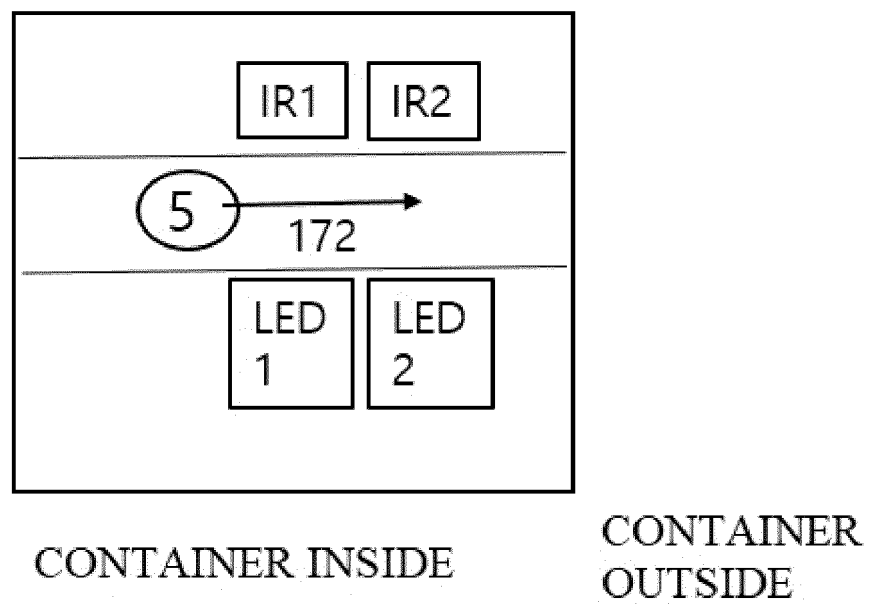 IR1 IR2
5
172
LED LED
1 2
CONTAINER INSIDE
CONTAINER
OUTSIDE